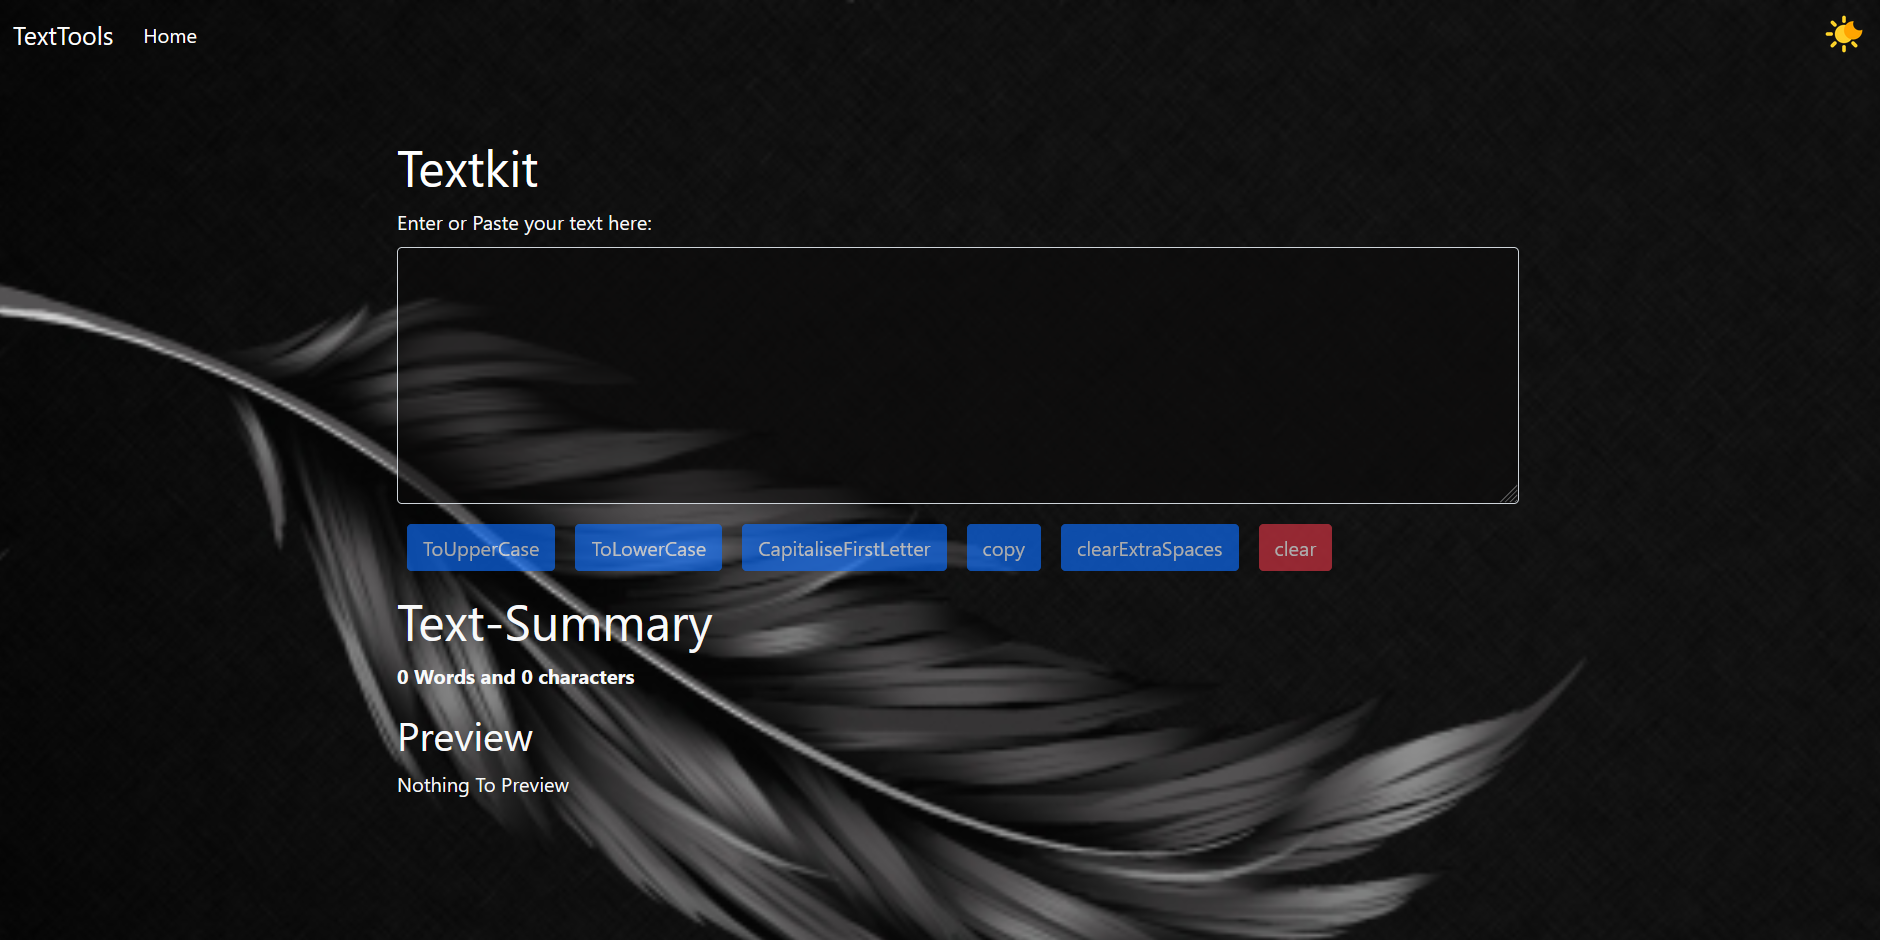 TextTools Home
Textkit
Enter or Paste your text here:
ToUpperCase ToLowerCase CapitaliseFirstLetter copy clearExtraSpaces clear
Text-Summary
0 Words and 0 characters
Preview
Nothing To Preview